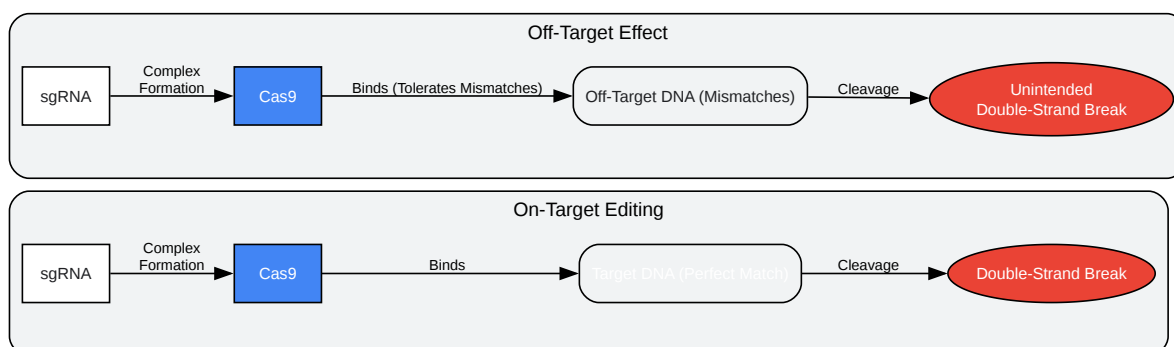 Off-Target Effect
sgRNA
Complex
Formation
Cas9
Binds (Tolerates Mismatches)
Off-Target DNA (Mismatches)
Cleavage
Unintended
Double-Strand Break
On-Target Editing
sgRNA
Complex
Formation
Cas9
Binds
Target DNA (Perfect Match)
Cleavage
Double-Strand Break